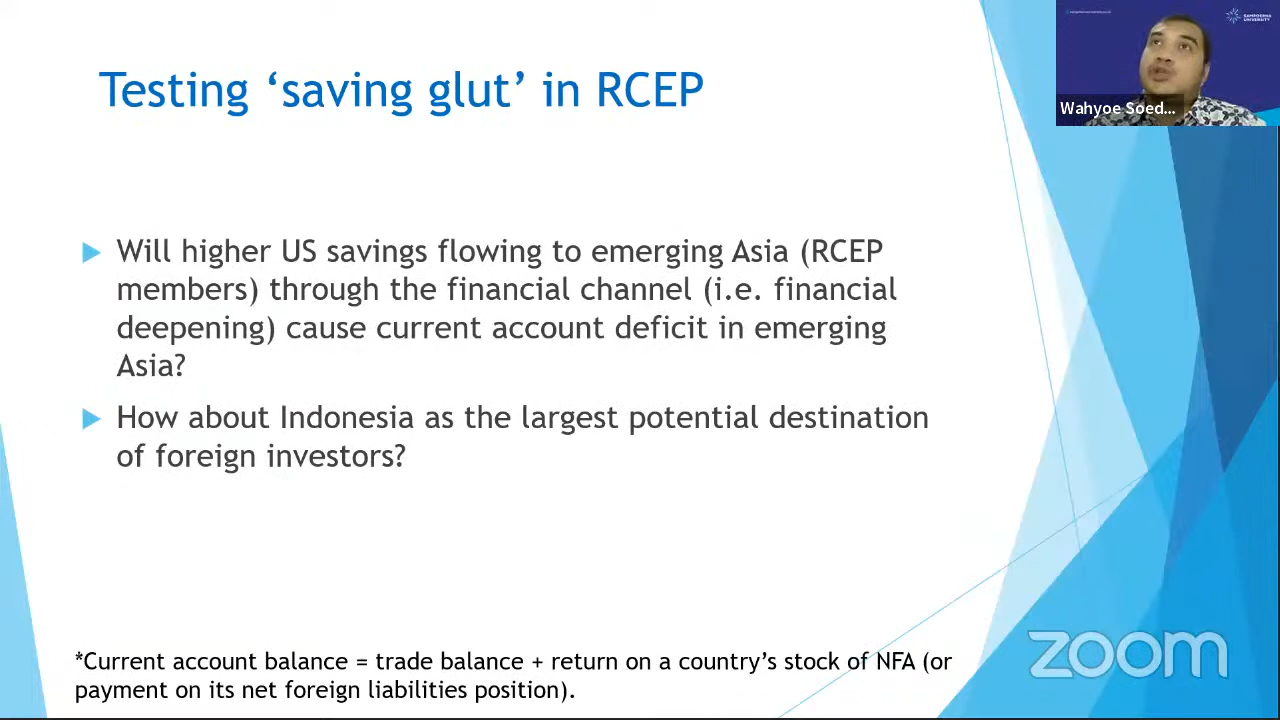 Testing ‘saving glut’ in RCEP
SAMPOERNA
UNIVERSITY
Wahyoe Soed...
Will higher US savings flowing to emerging Asia (RCEP
members) through the financial channel (i.e. financial
deepening) cause current account deficit in emerging
Asia?
How about Indonesia as the largest potential destination
of foreign investors?
*Current account balance = trade balance + return on a country’s stock of NFA (or
payment on its net foreign liabilities position).
zoom